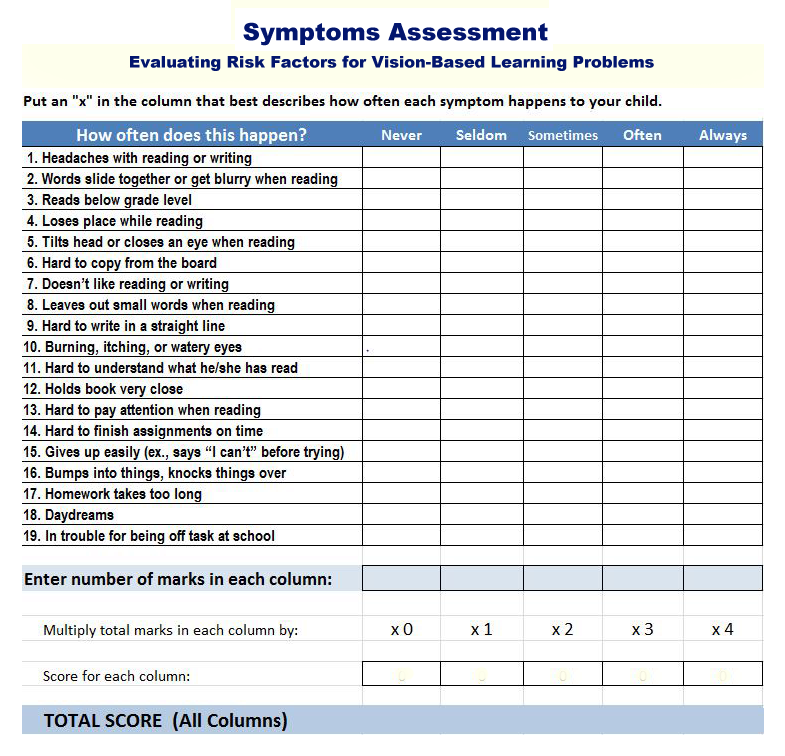 Symptoms Assessment
Evaluating Risk Factors for Vision-Based Learning Problems
Put an "x" in the column that best describes how often each symptom happens to your child.
How often does this happen? Never Seldom Sometimes Often Always
1. Headaches with reading or writing
2. Words slide together or get blurry when reading
3. Reads below grade level
4. Loses place while reading
5. Tilts head or closes an eye when reading
6. Hard to copy from the board
7. Doesn’t like reading or writing
8. Leaves out small words when reading
9. Hard to write in a straight line
10. Burning, itching, or watery eyes
11. Hard to understand what he/she has read
12. Holds book very close
13. Hard to pay attention when reading
14. Hard to finish assignments on time
15. Gives up easily (ex., says “I can’t” before trying)
16. Bumps into things, knocks things over
17. Homework takes too long
18. Daydreams
19. In trouble for being off task at school
Enter number of marks in each column:
Multiply total marks in each column by: x 0 x 1 x 2 x 3 x 4
Score for each column: 0 0 0 0 0
TOTAL SCORE (All Columns)